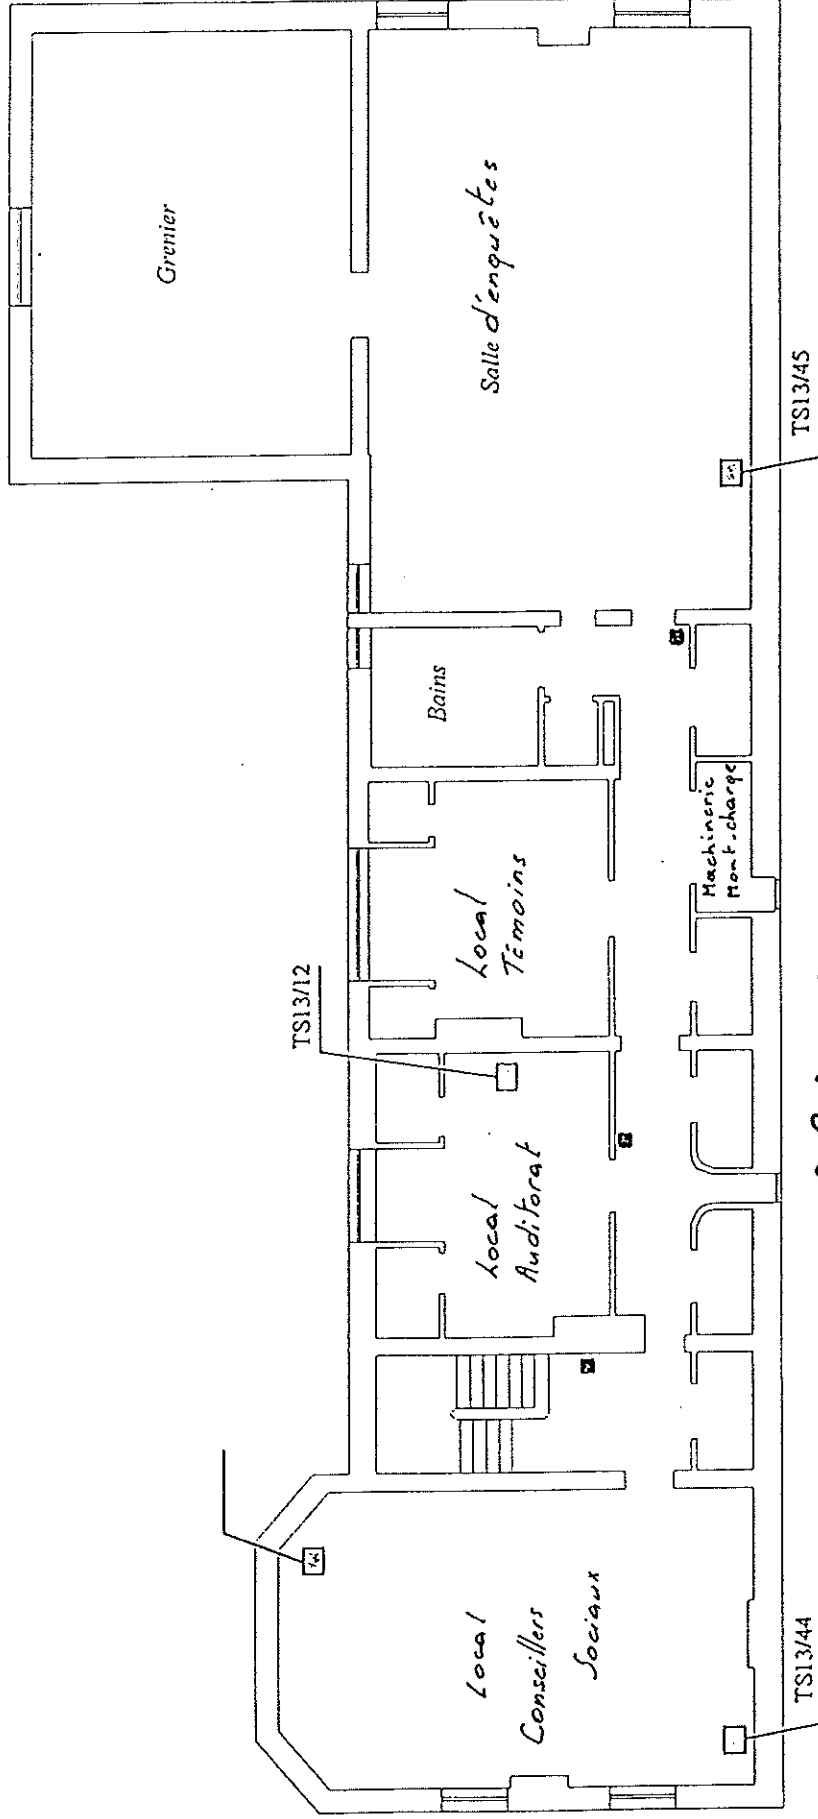 Grenier
Salle d'enquêtes
Bains
TS13/45
Machinerie
Mont-charge
Local
Témoins
TS13/12
Local
Auditorat
Local
Conseillers
Sociaux
TS13/44